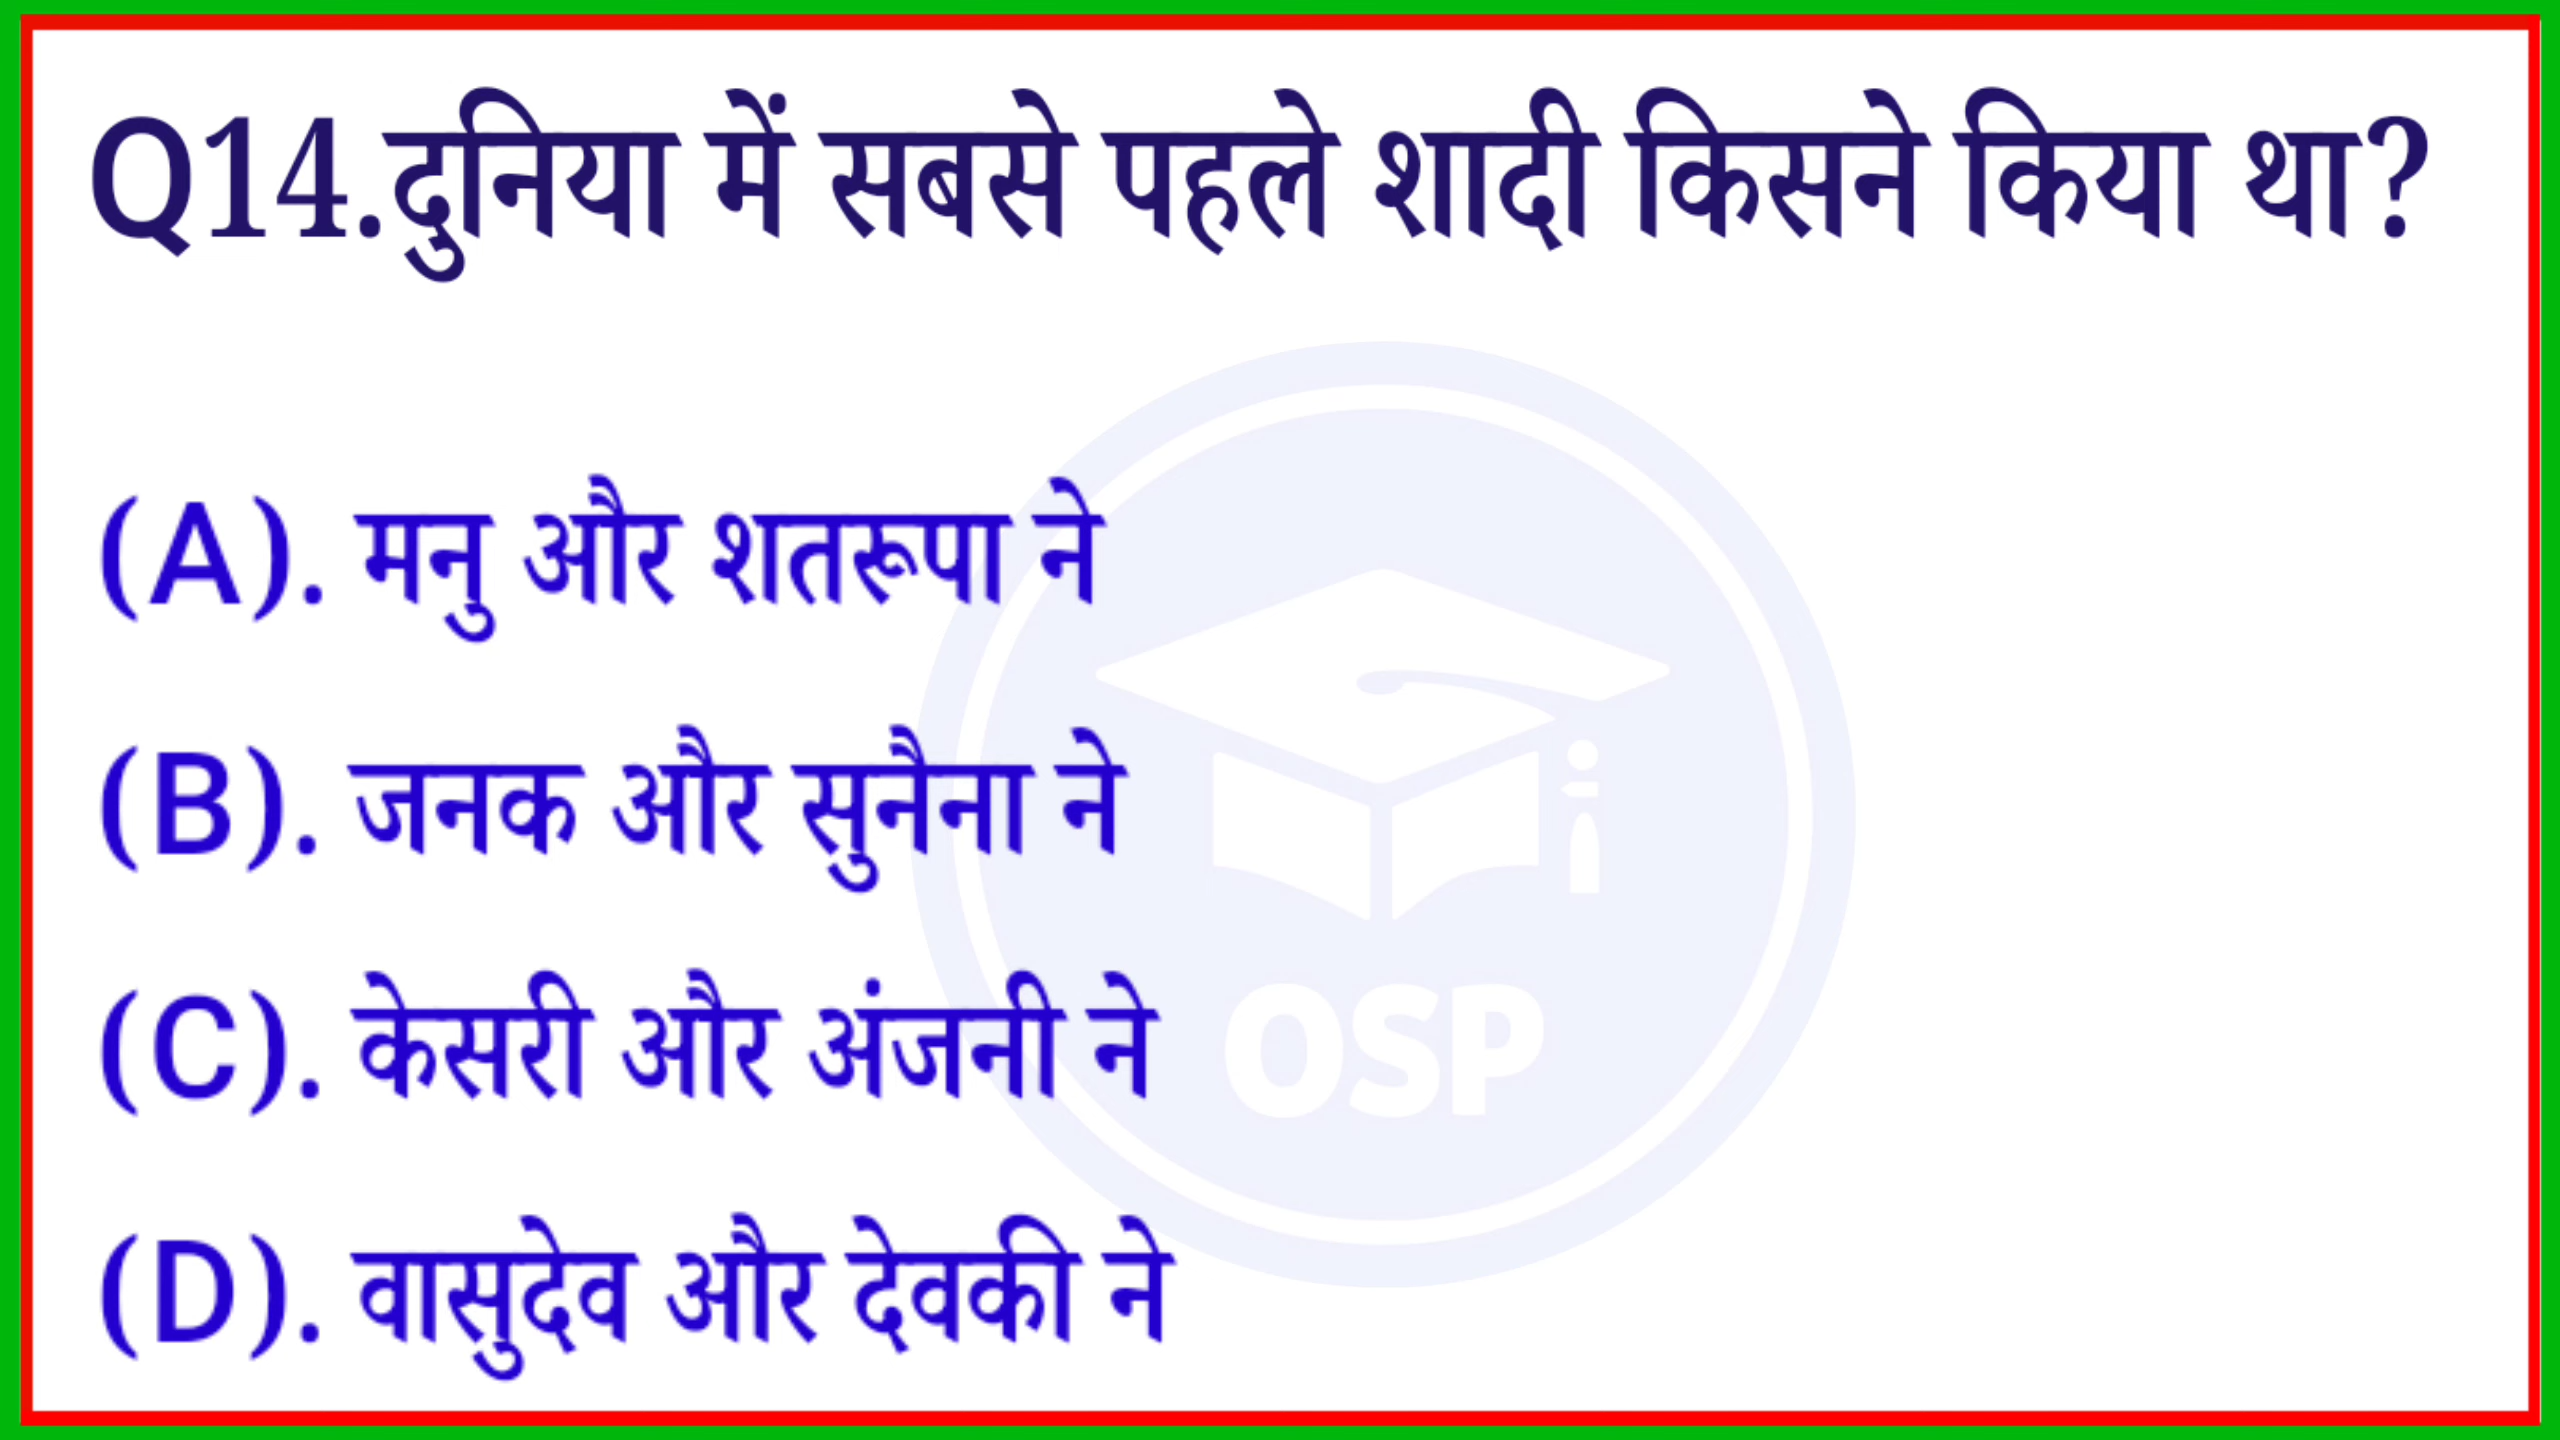 Q14.दुनिया में सबसे पहले शादी किसने किया था?
(A). मनु और शतरूपा ने
(B). जनक और सुनैना ने
(C). केसरी और अंजनी ने
(D). वासुदेव और देवकी ने
OSP